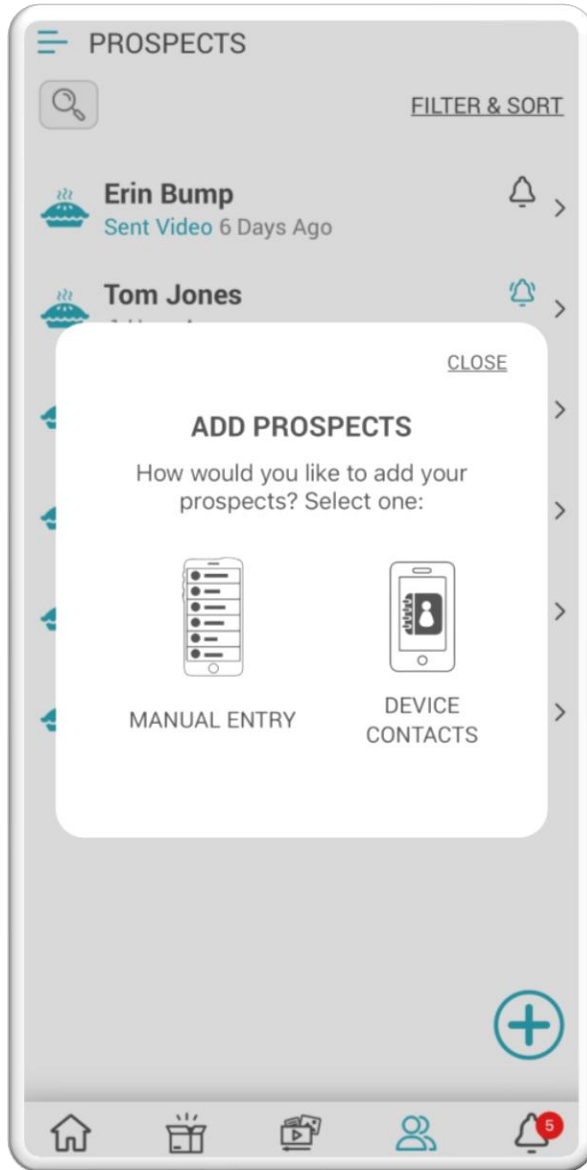 PROSPECTS
FILTER & SORT
Erin Bump
Sent Video 6 Days Ago
Tom Jones
CLOSE
ADD PROSPECTS
How would you like to add your
prospects? Select one:
MANUAL ENTRY
DEVICE
CONTACTS
5